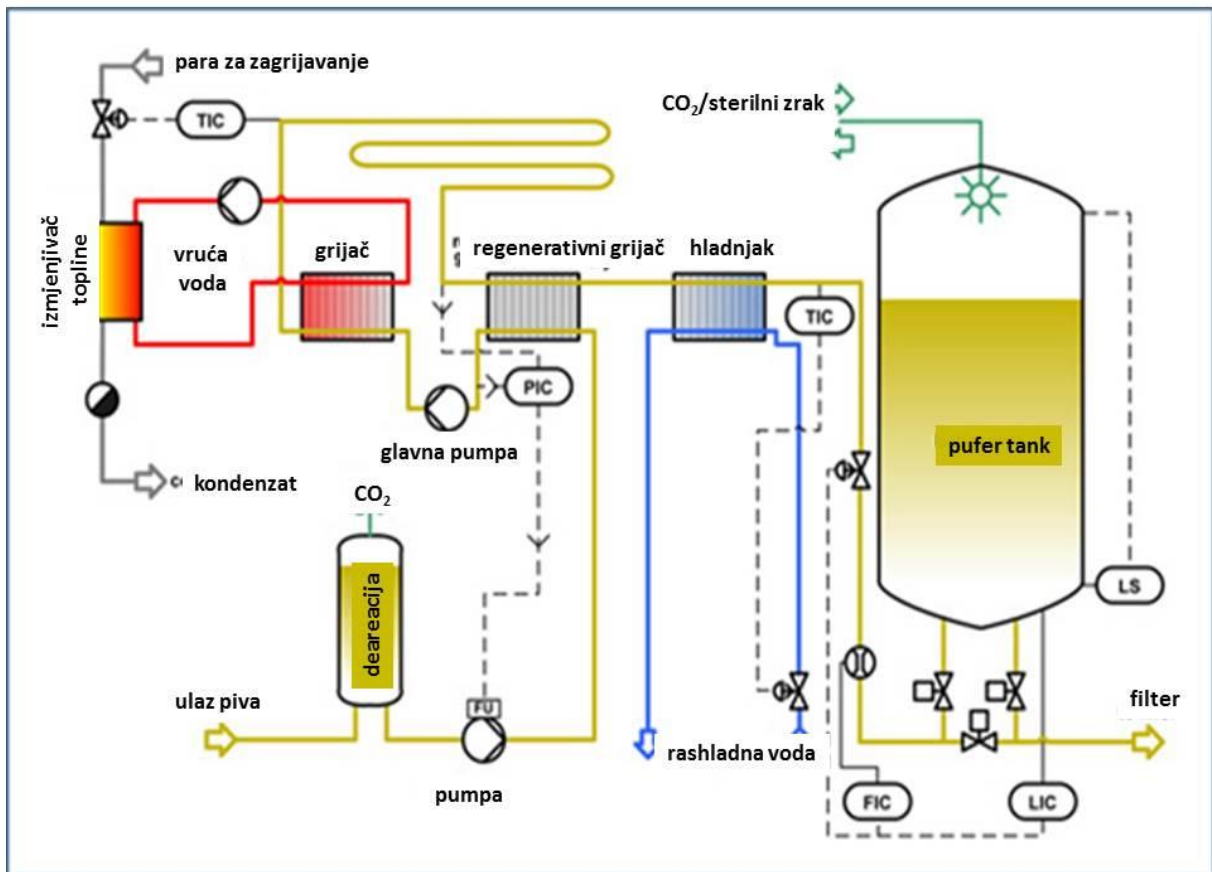 para za zagrijavanje
TIC
CO₂/sterilni zrak
izmjenjivač
topline
vruća
voda
grijač
regenerativni grijač
hladnjak
TIC
PIC
glavna pumpa
pufer tank
kondenzat
CO₂
deareacija
LS
FU
ulaz piva
filter
rashladna voda
pumpa
FIC
LIC